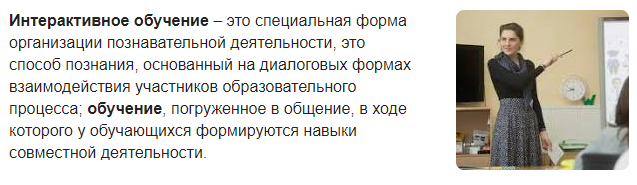 Интерактивное обучение – это специальная форма
организации познавательной деятельности, это
способ познания, основанный на диалоговых формах
взаимодействия участников образовательного
процесса; обучение, погруженное в общение, в ходе
которого у обучающихся формируются навыки
совместной деятельности.